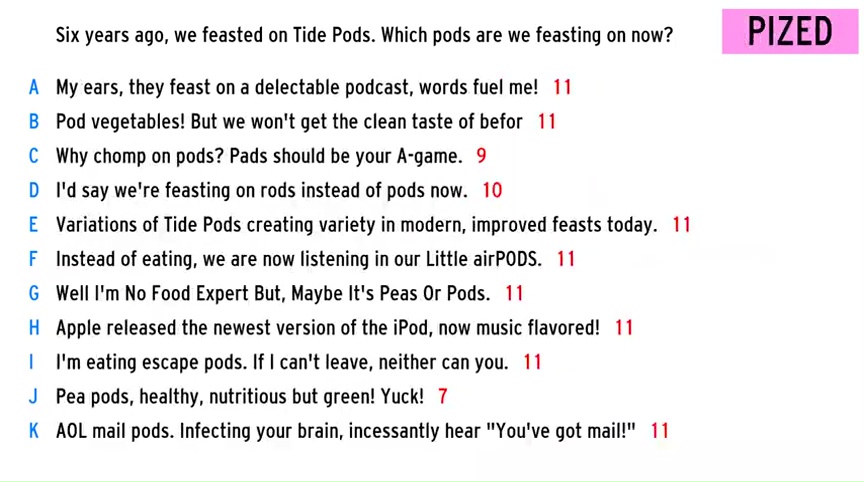 Six years ago, we feasted on Tide Pods. Which pods are we feasting on now?
PIZED
A My ears, they feast on a delectable podcast, words fuel me! 11
B Pod vegetables! But we won't get the clean taste of befor 11
C Why chomp on pods? Pads should be your A-game. 9
D I'd say we're feasting on rods instead of pods now. 10
E Variations of Tide Pods creating variety in modern, improved feasts today. 11
F Instead of eating, we are now listening in our Little airPODS. 11
G Well I'm No Food Expert But, Maybe It's Peas Or Pods. 11
H Apple released the newest version of the iPod, now music flavored! 11
I I'm eating escape pods. If I can't leave, neither can you. 11
J Pea pods, healthy, nutritious but green! Yuck! 7
K AOL mail pods. Infecting your brain, incessantly hear "You've got mail!" 11